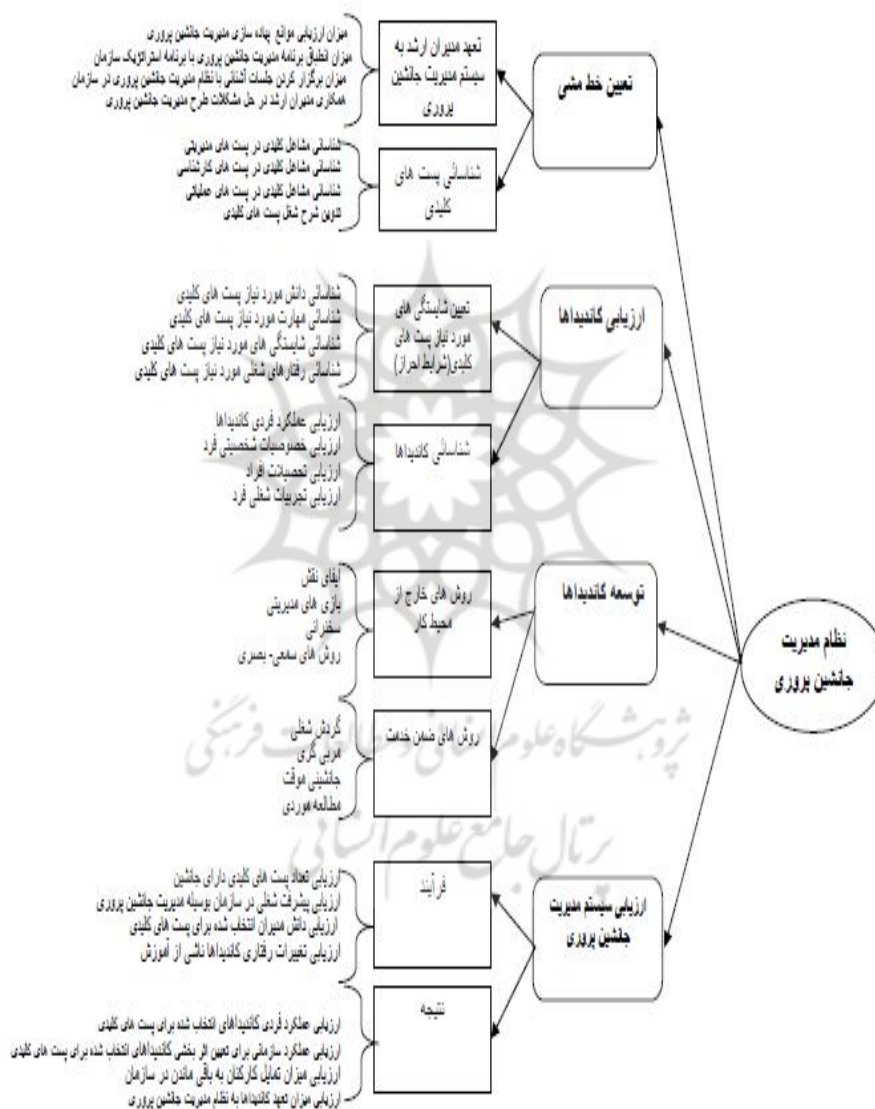 نظام مدیریت
جانشین پروری
تعیین خط مشی
تعهد مدیران ارشد به
سیستم مدیریت جانشین
پروری
میزان ارزیابی موانع پیاده سازی مدیریت جانشین پروری
میزان انطباق برنامه مدیریت جانشین پروری با برنامه استراتژیک سازمان
میزان برگزار کردن جلسات آشنائی با نظام مدیریت جانشین پروری در سازمان
همکاری مدیران ارشد در حل مشکلات طرح مدیریت جانشین پروری
شناسائی پست های
کلیدی
شناسائی مشاغل کلیدی در پست های مدیریتی
شناسائی مشاغل کلیدی در پست های کارشناسی
شناسائی مشاغل کلیدی در پست های عملیاتی
تدوین شرح شغل پست های کلیدی
ارزیابی کاندیداها
تعیین شایستگی های
مورد نیاز پست های
کلیدی(شرایط احراز)
شناسائی دانش مورد نیاز پست های کلیدی
شناسائی مهارت مورد نیاز پست های کلیدی
شناسائی شایستگی های مورد نیاز پست های کلیدی
شناسائی رفتارهای شغلی مورد نیاز پست های کلیدی
شناسائی کاندیداها
ارزیابی عملکرد فردی کاندیداها
ارزیابی خصوصیات شخصیتی فرد
ارزیابی تحصیلات افراد
ارزیابی تجربیات شغلی فرد
توسعه کاندیداها
روش های خارج از
محیط کار
ایفای نقش
بازی های مدیریتی
سخنرانی
روش های سمعی- بصری
روش های ضمن خدمت
گردش شغلی
مربی گری
جانشینی موقت
مطالعه موردی
پژوهشگاه علوم انسانی و مطالعات فرهنگی
پرتال جامع علوم انسانی
ارزیابی سیستم مدیریت
جانشین پروری
فرآیند
ارزیابی تعداد پست های کلیدی دارای جانشین
ارزیابی پیشرفت شغلی در سازمان بوسیله مدیریت جانشین پروری
ارزیابی دانش مدیران انتخاب شده برای پست های کلیدی
ارزیابی تغییرات رفتاری کاندیداها ناشی از آموزش
نتیجه
ارزیابی عملکرد فردی کاندیداهای انتخاب شده برای پست های کلیدی
ارزیابی عملکرد سازمانی برای تعیین اثر بخشی کاندیداهای انتخاب شده برای پست های کلیدی
ارزیابی میزان تمایل کارکنان به باقی ماندن در سازمان
ارزیابی میزان تعهد کاندیداها به نظام مدیریت جانشین پروری